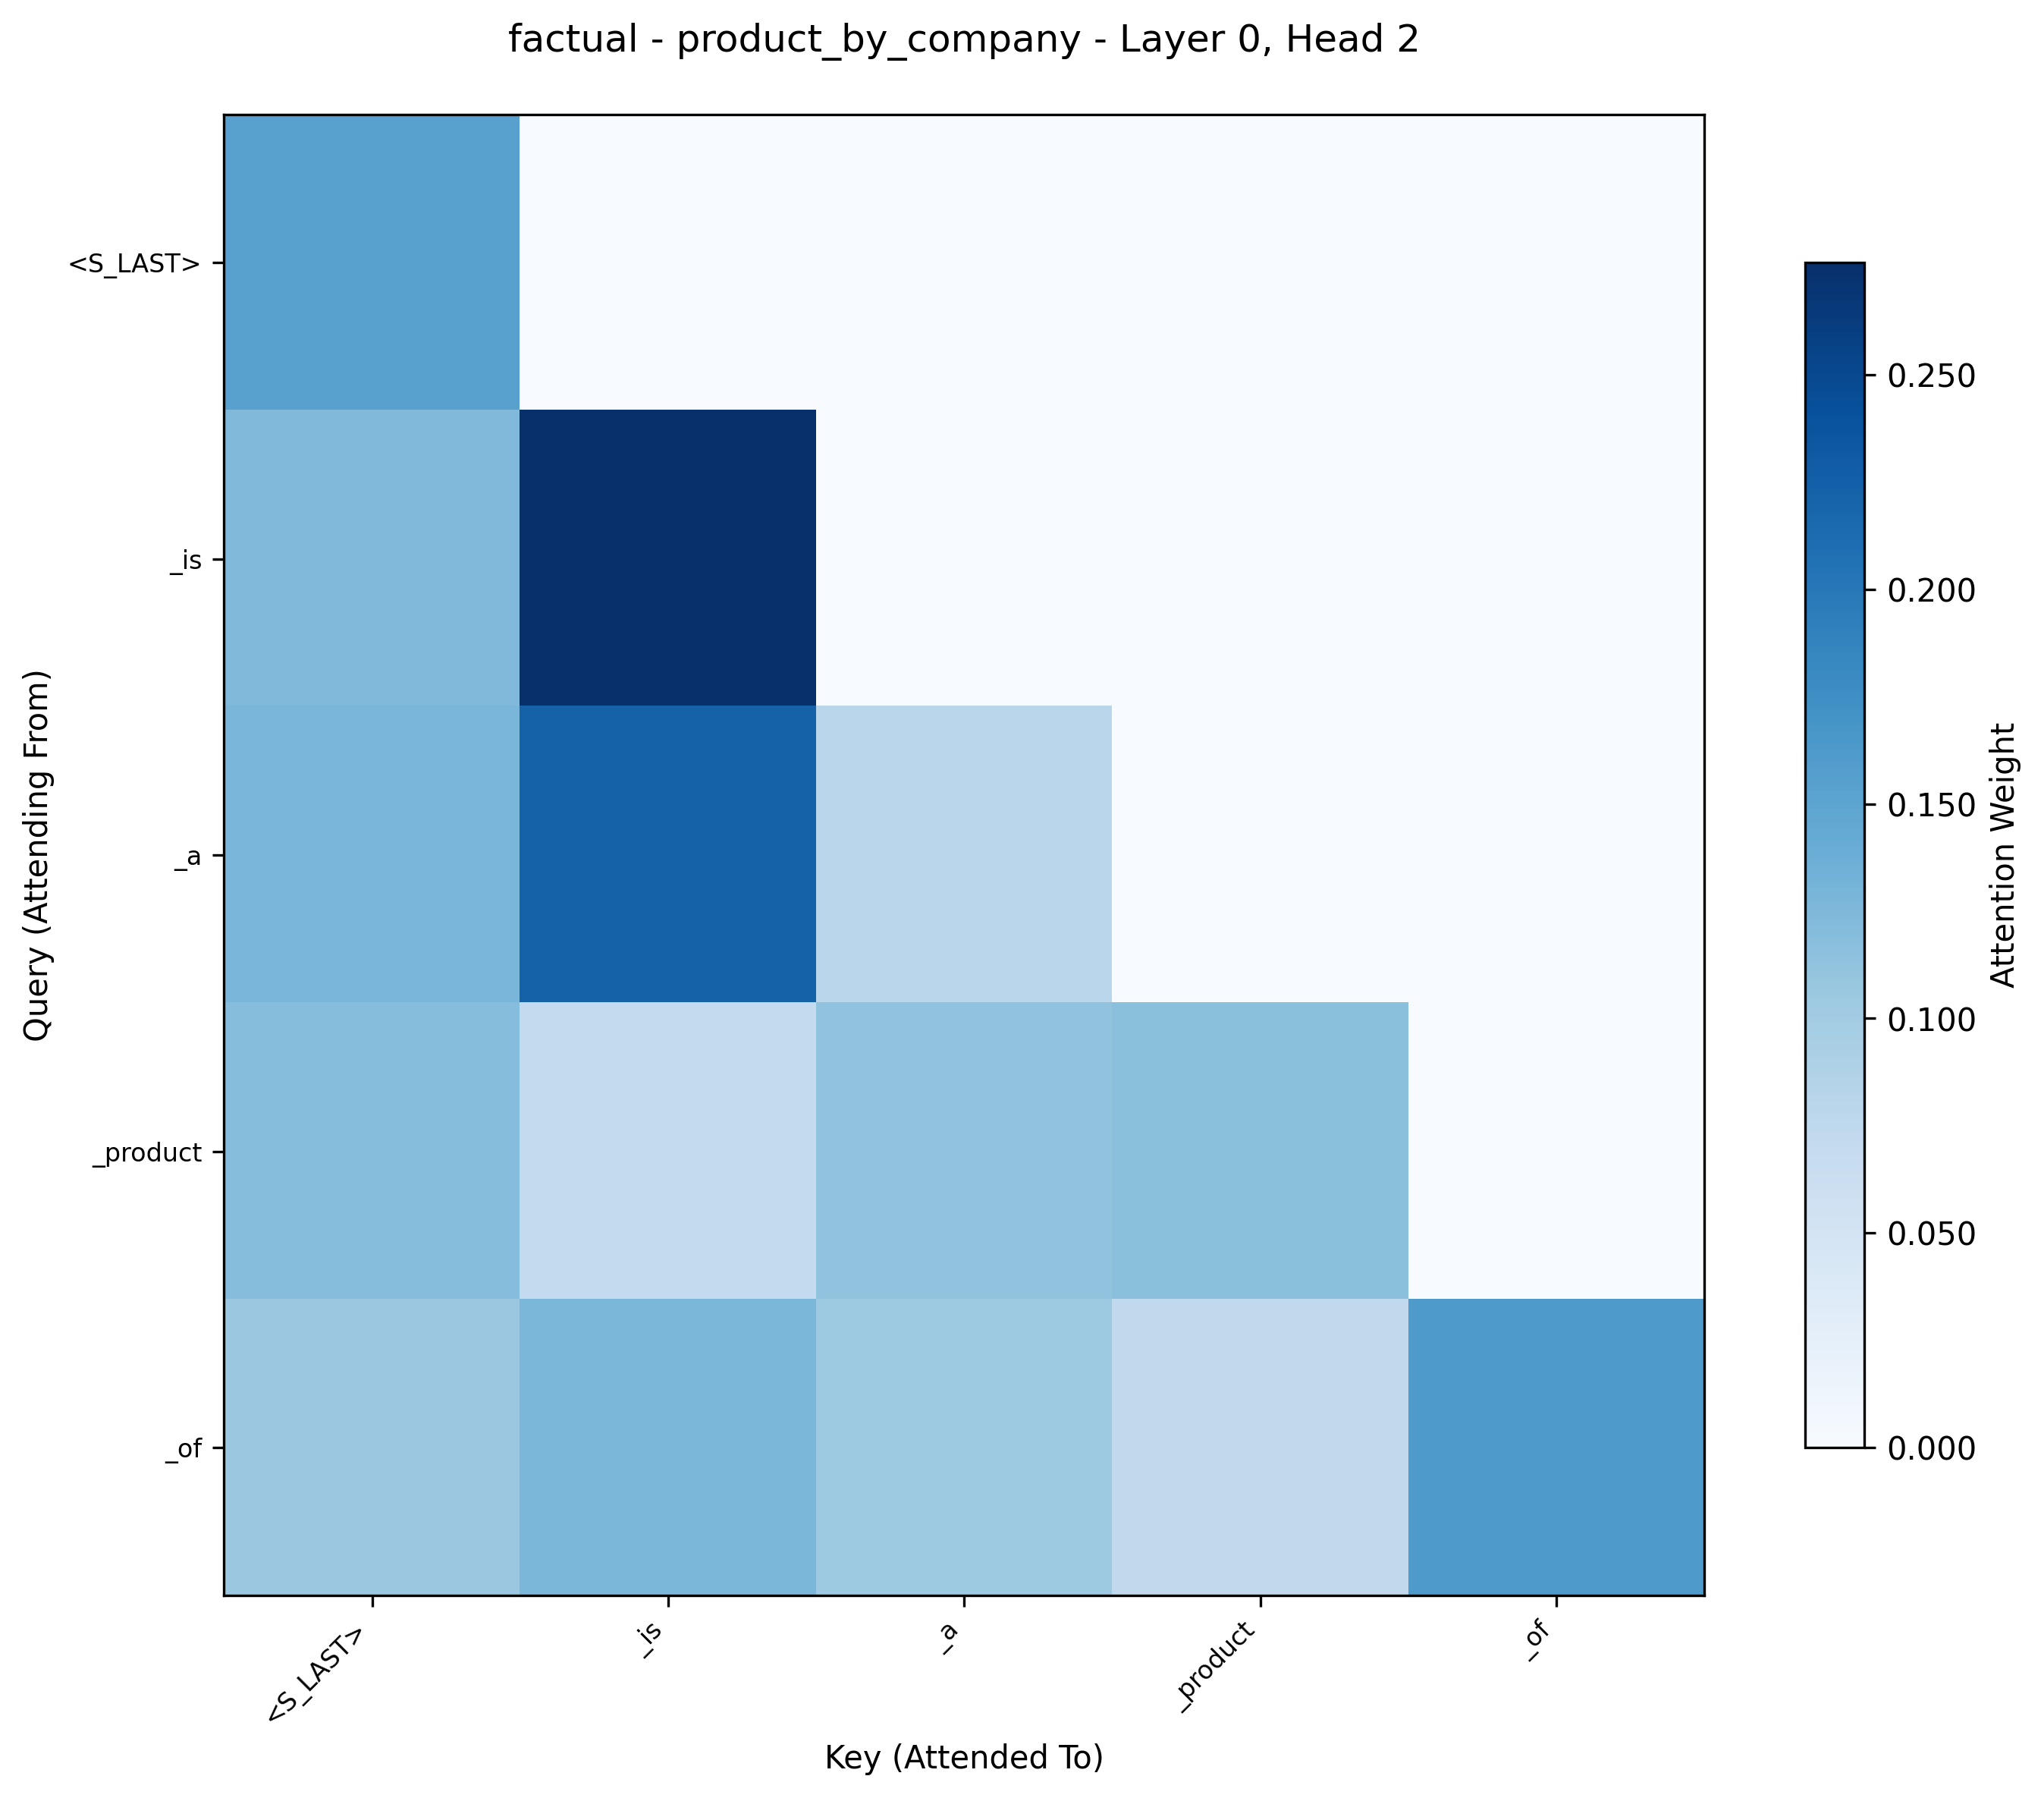 factual - product_by_company - Layer 0, Head 2
Query (Attending From)
<S_LAST>
_is
_a
_product
_of
<S_LAST>
_is
_a
_product
_of
Key (Attended To)
0.250
0.200
0.150
0.100
0.050
0.000
Attention Weight